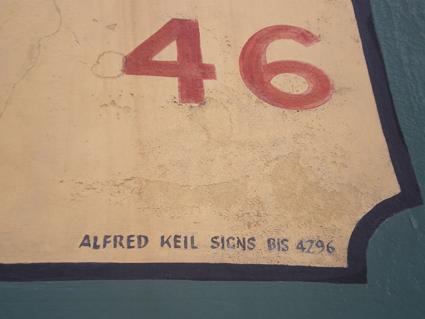 46
ALFRED KEIL SIGNS BIS 4296